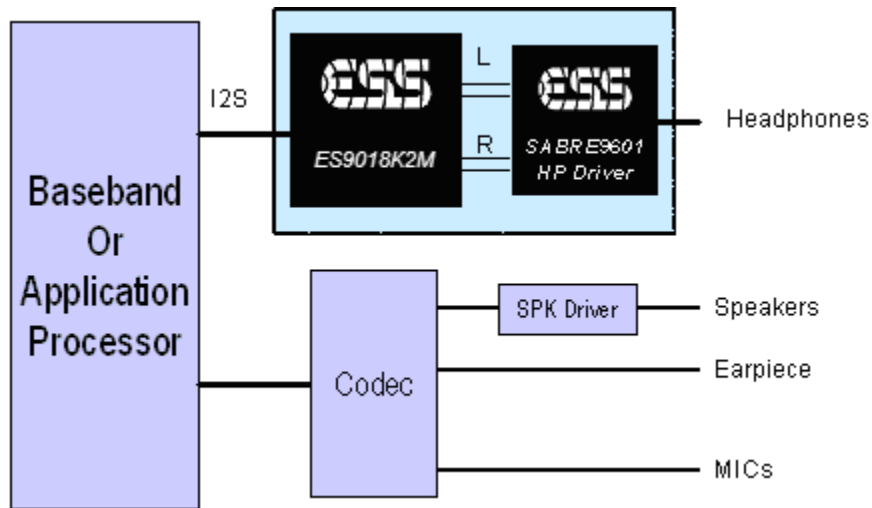 Baseband
Or
Application
Processor
I2S
ESS
ES9018K2M
L
R
ESS
SABRE9601
HP Driver
Headphones
Codec
SPK Driver
Speakers
Earpiece
MICs